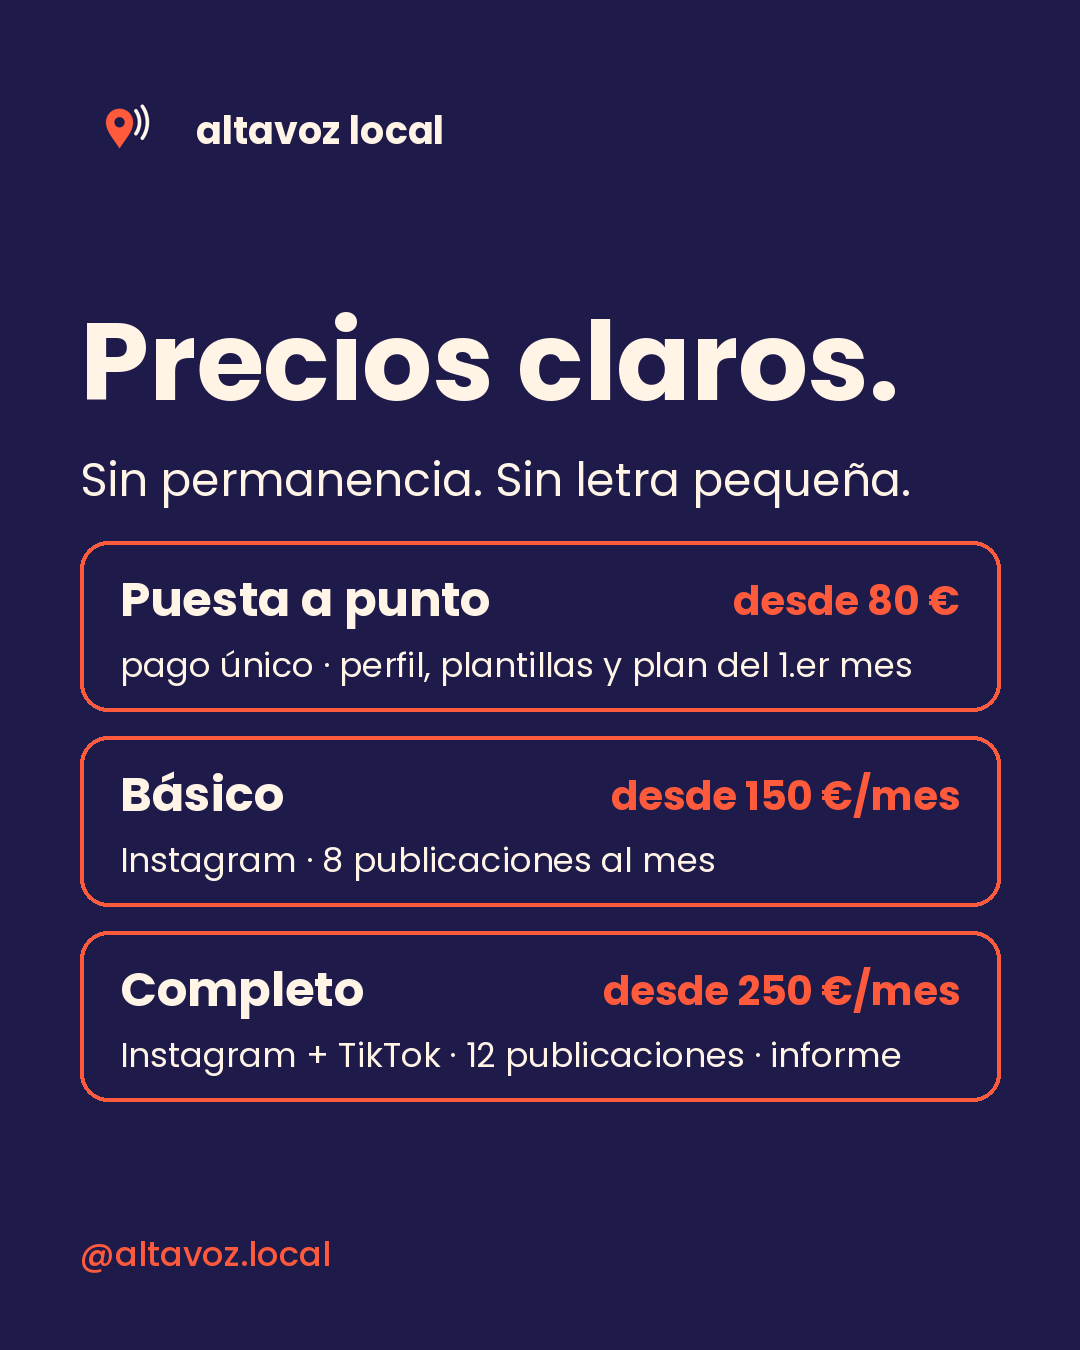 altavoz local
Precios claros.
Sin permanencia. Sin letra pequeña.
Puesta a punto
desde 80 €
pago único · perfil, plantillas y plan del 1.er mes
Básico
desde 150 €/mes
Instagram · 8 publicaciones al mes
Completo
desde 250 €/mes
Instagram + TikTok · 12 publicaciones · informe
@altavoz.local